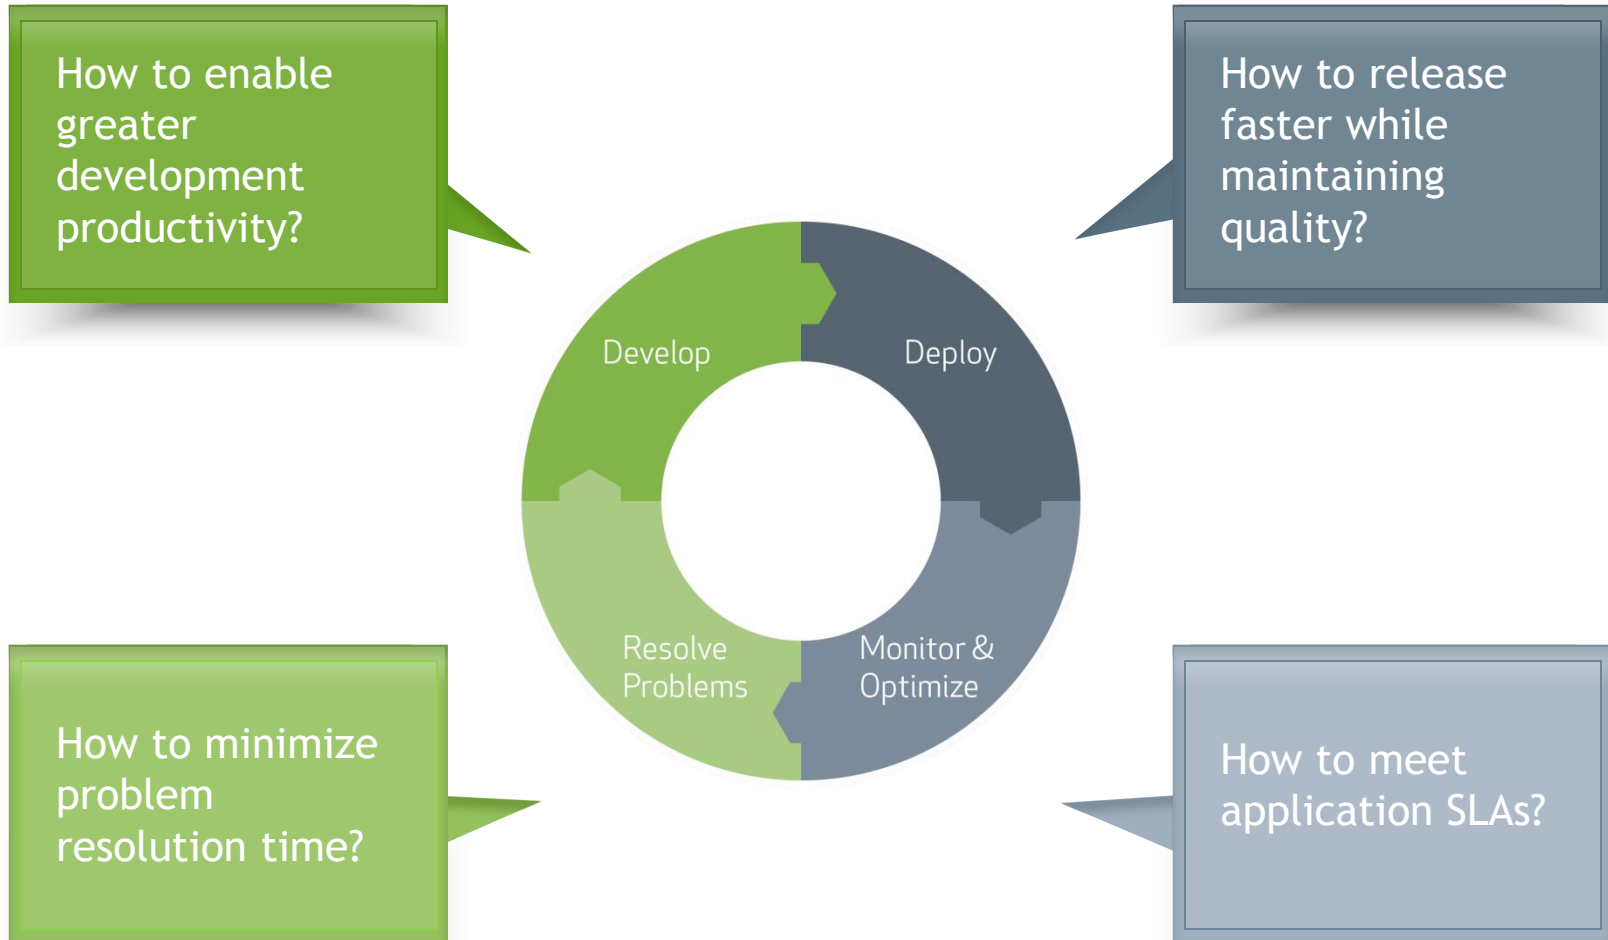 How to enable
greater
development
productivity?
How to release
faster while
maintaining
quality?
Develop
Deploy
Resolve
Problems
Monitor &
Optimize
How to minimize
problem
resolution time?
How to meet
application SLAs?